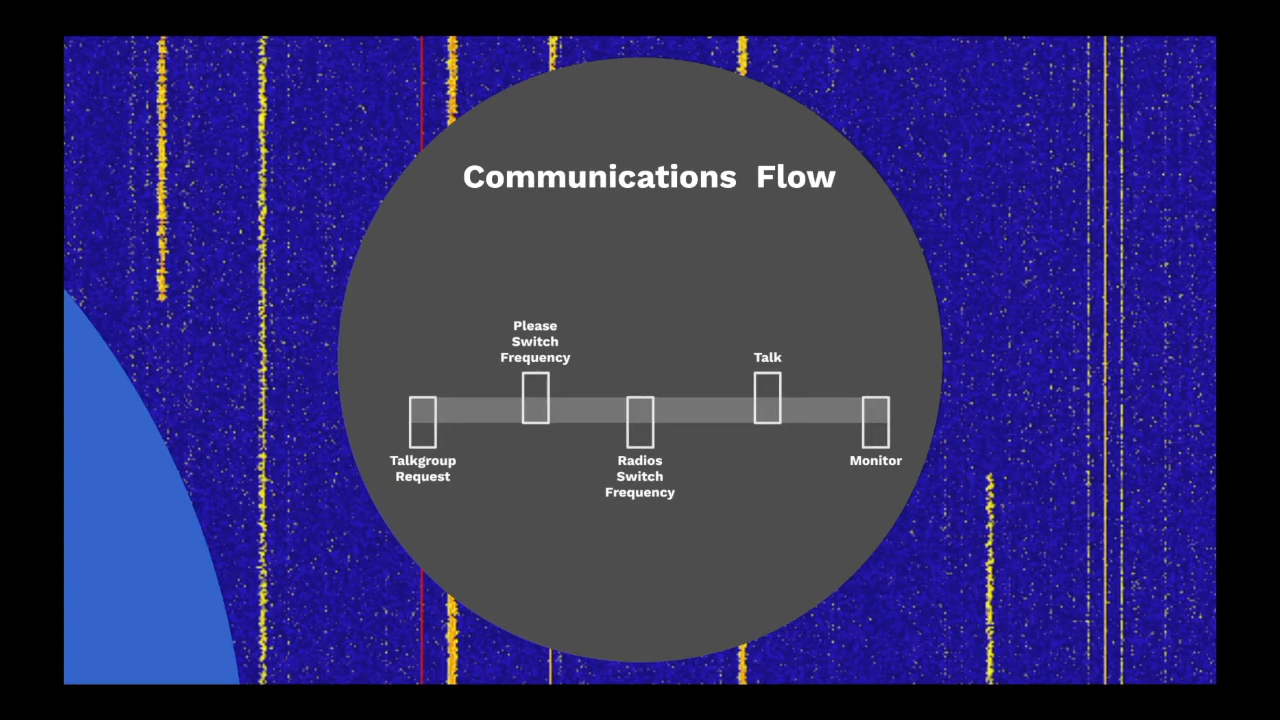 Communications Flow
Please
Switch
Frequency
Talk
Talkgroup
Request
Radios
Switch
Frequency
Monitor